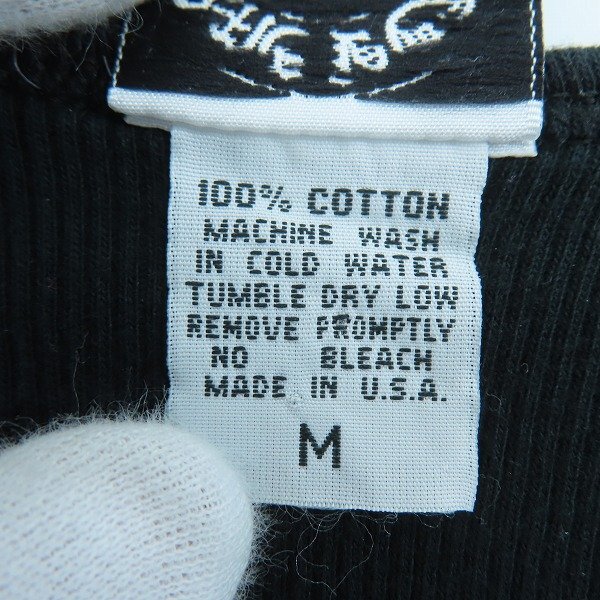 100% COTTON
MACHINE WASH
IN COLD WATER
TUMBLE DRY LOW
REMOVE PROMPTLY
NO BLEACH
MADE IN U.S.A.
M